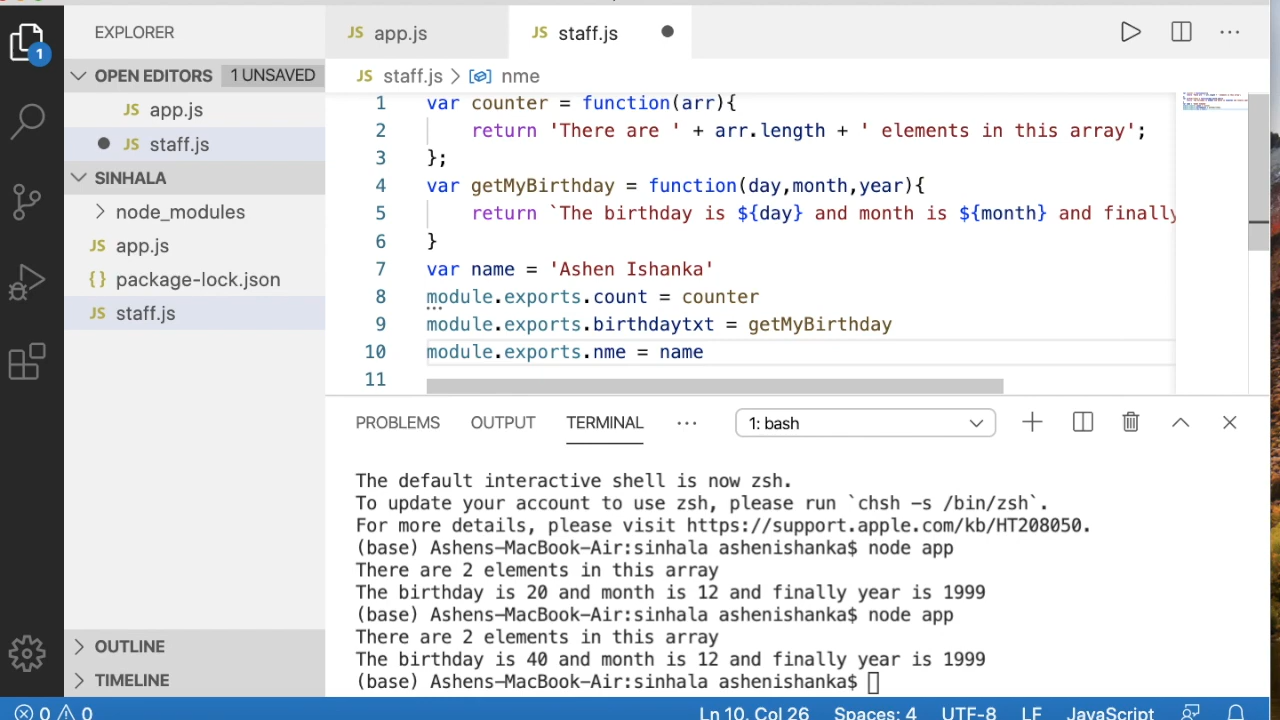 EXPLORER
JS app.js
JS staff.js
1
OPEN EDITORS 1 UNSAVED
JS staff.js > nme
JS app.js
JS staff.js
SINHALA
node_modules
JS app.js
{} package-lock.json
JS staff.js
1 var counter = function(arr){
2 return 'There are ' + arr.length + ' elements in this array';
3 };
4 var getMyBirthday = function(day,month,year){
5 return `The birthday is ${day} and month is ${month} and finally
6 }
7 var name = 'Ashen Ishanka'
8 module.exports.count = counter
9 module.exports.birthdaytxt = getMyBirthday
10 module.exports.nme = name
11
PROBLEMS OUTPUT TERMINAL ... 1: bash
The default interactive shell is now zsh.
To update your account to use zsh, please run `chsh -s /bin/zsh`.
For more details, please visit https://support.apple.com/kb/HT208050.
(base) Ashens-MacBook-Air:sinhala ashenishanka$ node app
There are 2 elements in this array
The birthday is 20 and month is 12 and finally year is 1999
(base) Ashens-MacBook-Air:sinhala ashenishanka$ node app
There are 2 elements in this array
The birthday is 40 and month is 12 and finally year is 1999
(base) Ashens-MacBook-Air:sinhala ashenishanka$
OUTLINE
TIMELINE
0 0 Ln 10, Col 26 Spaces: 4 UTF-8 LF JavaScript